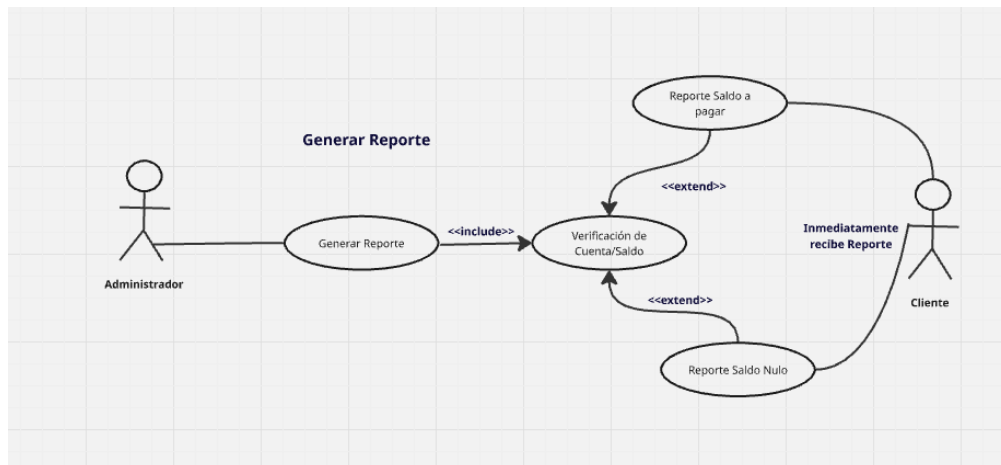 Generar Reporte
Administrador
Generar Reporte
<<include>>
Verificación de
Cuenta/Saldo
Reporte Saldo a
pagar
<<extend>>
<<extend>>
Reporte Saldo Nulo
Inmediatamente
recibe Reporte
Cliente